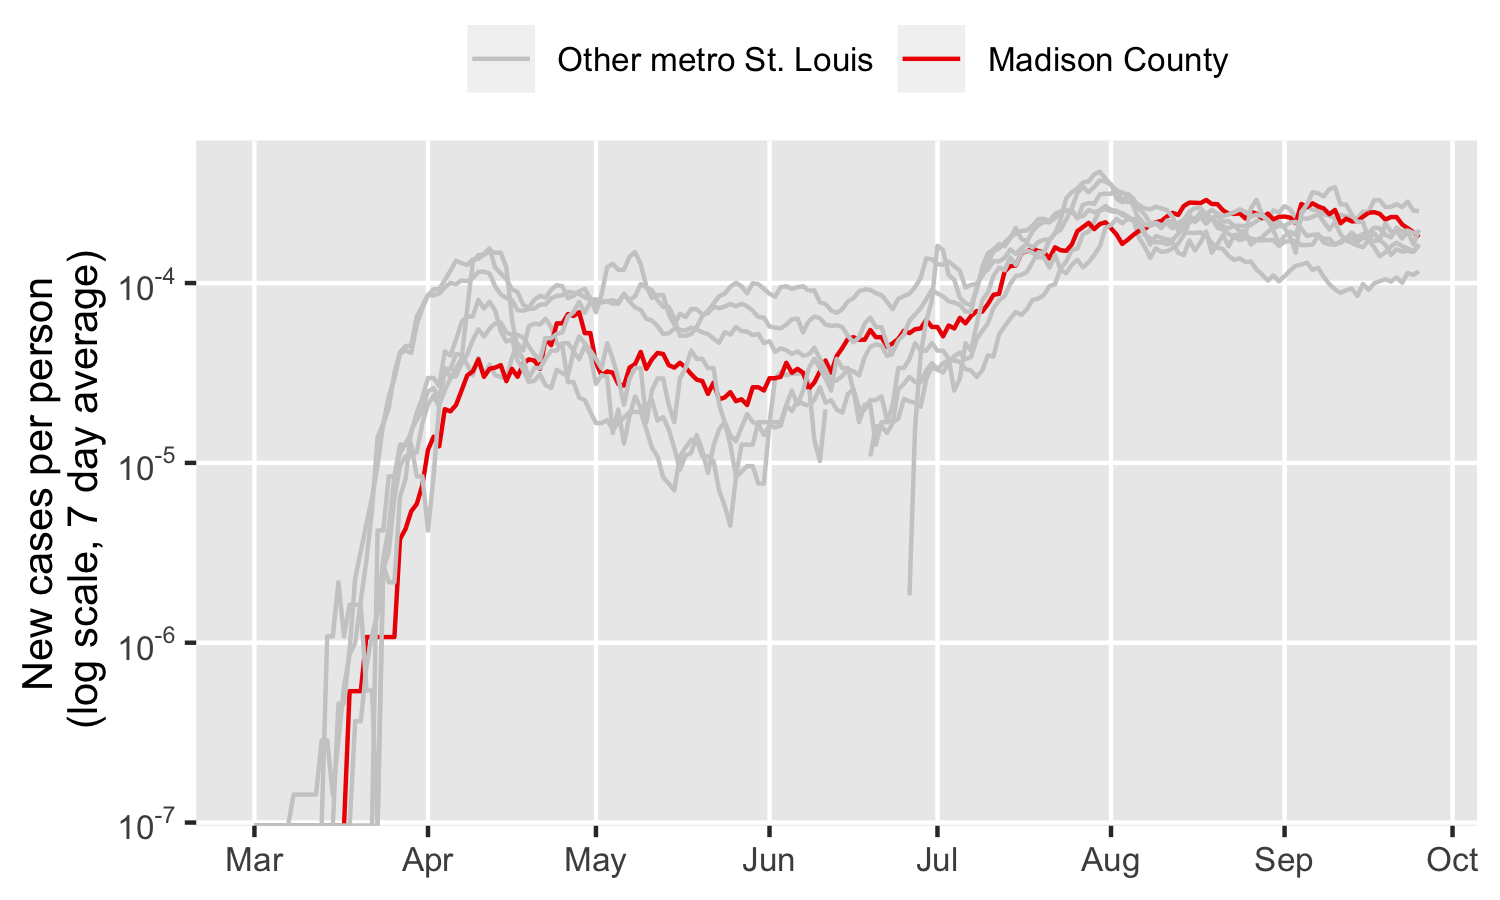 Other metro St. Louis Madison County
New cases per person
(log scale, 7 day average)
10-4
10-5
10-6
10-7
Mar Apr May Jun Jul Aug Sep Oct